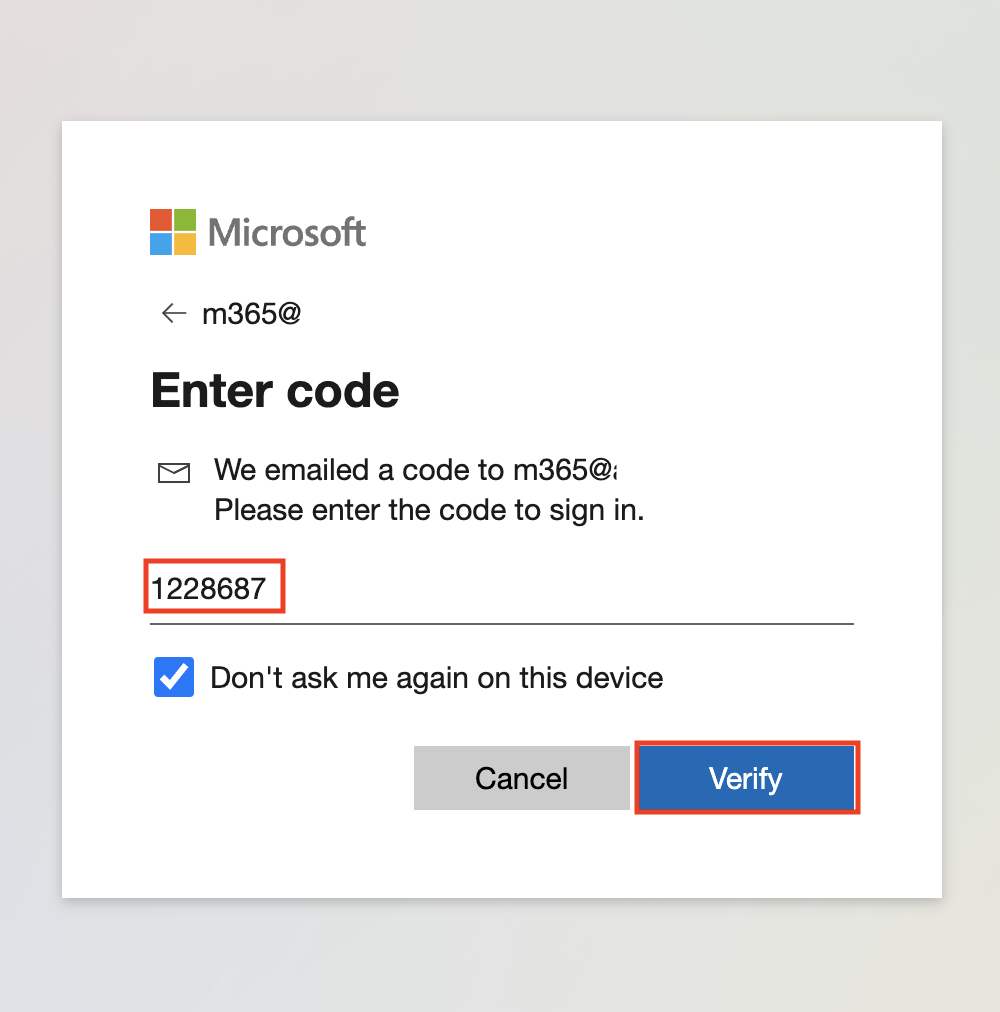 Microsoft
← m365@
Enter code
We emailed a code to m365@
Please enter the code to sign in.
1228687
Don't ask me again on this device
Cancel
Verify